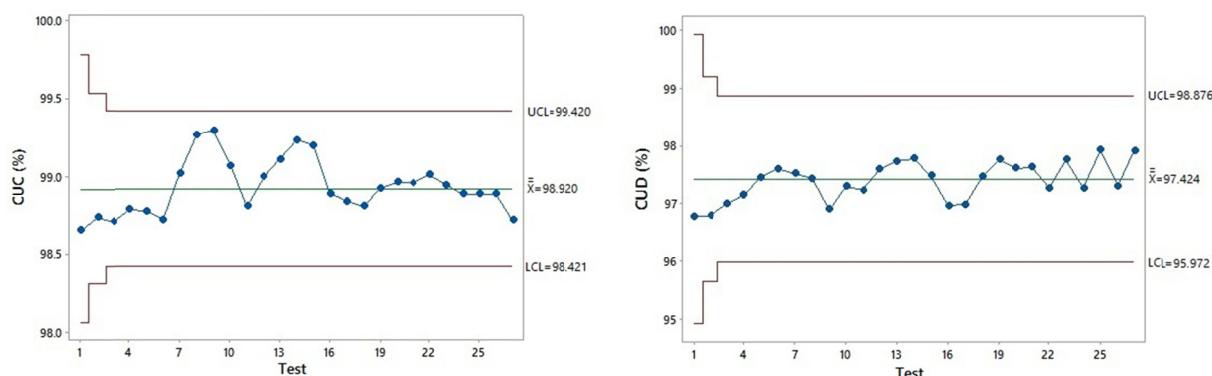 CUC (%)
100.0
99.5
99.0
98.5
98.0
UCL=99.420
X=98.920
LCL=98.421
1 4 7 10 13 16 19 22 25
Test
CUD (%)
100
99
98
97
96
95
UCL=98.876
X=97.424
LCL=95.972
1 4 7 10 13 16 19 22 25
Test